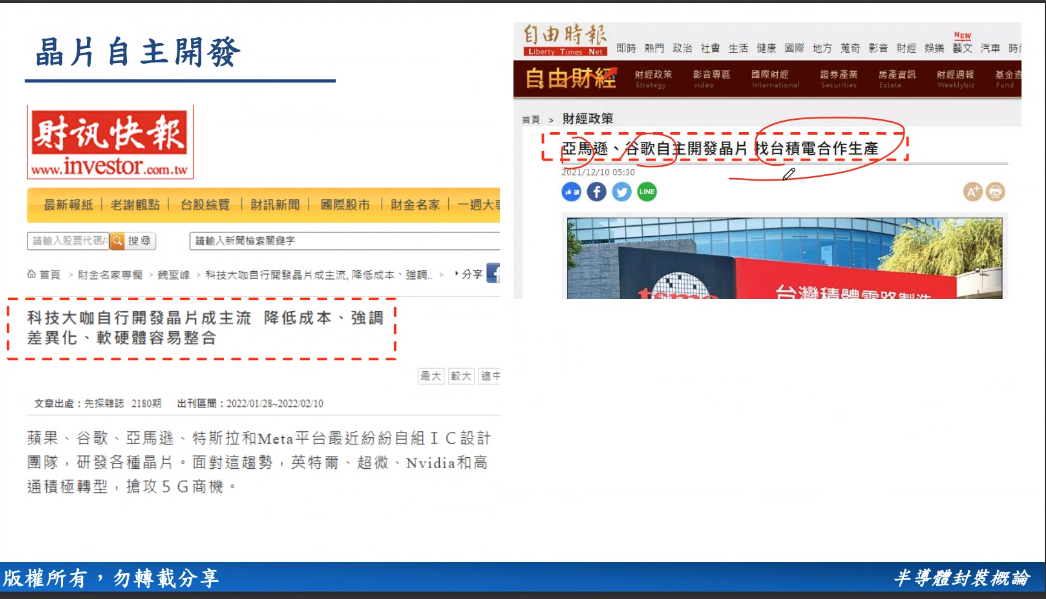 晶片自主開發
財訊快報
www.investor.com.tw
最新報紙 | 老謝觀點 | 台股綜覽 | 財訊新聞 | 國際股市 | 財金名家 | 一週大
請輸入股票代碼/ 搜尋 請輸入新聞檢索關鍵字
首頁 > 財金名家專欄 > 魏聖峰 > 科技大咖自行開發晶片成主流, 降低成本、強調.. > 分享
科技大咖自行開發晶片成主流 降低成本、強調
差異化、軟硬體容易整合
最大 較大 適中
文章出處：先探雜誌 2180期 出刊區間：2022/01/28~2022/02/10
蘋果、谷歌、亞馬遜、特斯拉和Meta平台最近紛紛自組ＩＣ設計
團隊，研發各種晶片。面對這趨勢，英特爾、超微、Nvidia和高
通積極轉型，搶攻５Ｇ商機。
自由時報
Liberty Times Net
NEW
即時 熱門 政治 社會 生活 健康 國際 地方 蒐奇 影音 財經 娛樂 藝文 汽車 時
自由財經
財經政策 影音專區 國際財經 證券產業 房產資訊 財經週報 基金
Strategy video International Securities Estate Weeklybiz Fund
首頁 > 財經政策
亞馬遜、谷歌自主開發晶片 找台積電合作生產
2021/12/10 05:30
LINE
A+
台灣積體電路製造
版權所有，勿轉載分享
半導體封裝概論